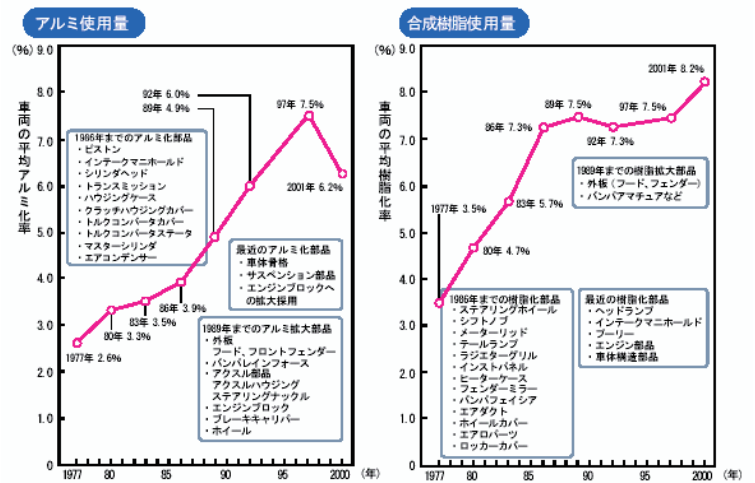 アルミ使用量
(%)
9.0
8.0
7.0
6.0
5.0
4.0
3.0
2.0
1.0
0
車両の平均アルミ化率
92年 6.0%
89年 4.9%
97年 7.5%
2001年 6.2%
1986年までのアルミ化部品
・ピストン
・インテークマニホールド
・シリンダヘッド
・トランスミッション
・ハウジングケース
・クラッチハウジングカバー
・トルクコンバータカバー
・トルクコンバータステータ
・マスターシリンダ
・エアコンデンサー
最近のアルミ化部品
・車体骨格
・サスペンション部品
・エンジンブロックへ
の拡大採用
86年 3.9%
83年 3.5%
80年 3.3%
1977年 2.6%
1989年までのアルミ拡大部品
・外板
フード、フロントフェンダー
・バンパレインフォース
・アクスル部品
アクスルハウジング
ステアリングナックル
・エンジンブロック
・ブレーキキャリパー
・ホイール
1977
80
85
90
95
2000
(年)
合成樹脂使用量
(%)
9.0
8.0
7.0
6.0
5.0
4.0
3.0
2.0
1.0
0
車両の平均樹脂化率
2001年 8.2%
89年 7.5%
97年 7.5%
86年 7.3%
92年 7.3%
1989年までの樹脂拡大部品
・外板(フード、フェンダー)
・バンパアマチュアなど
1977年 3.5%
83年 5.7%
80年 4.7%
1986年までの樹脂化部品
・ステアリングホイール
・シフトノブ
・メーターリッド
・テールランプ
・ラジエターグリル
・インストパネル
・ヒーターケース
・フェンダーミラー
・バンパフェイシア
・エアダクト
・ホイールカバー
・エアロパーツ
・ロッカーカバー
最近の樹脂化部品
・ヘッドランプ
・インテークマニホールド
・プーリー
・エンジン部品
・車体構造部品
1977
80
85
90
95
2000
(年)